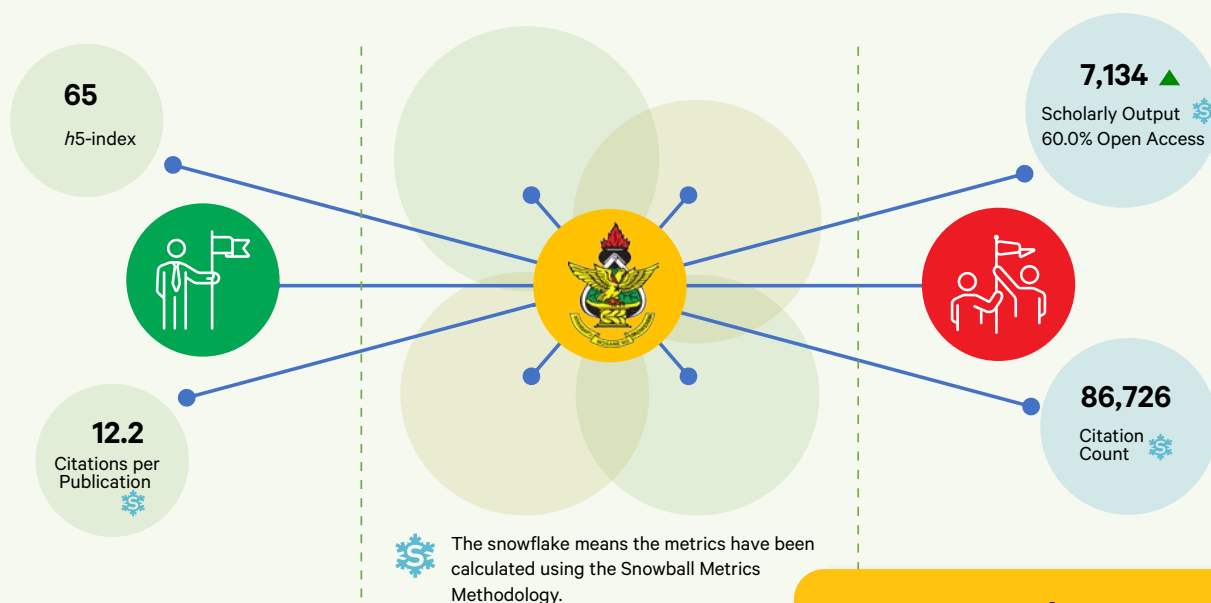 65
h5-index
7,134
Scholarly Output
60.0% Open Access
12.2
Citations per
Publication
86,726
Citation
Count
The snowflake means the metrics have been
calculated using the Snowball Metrics
Methodology.